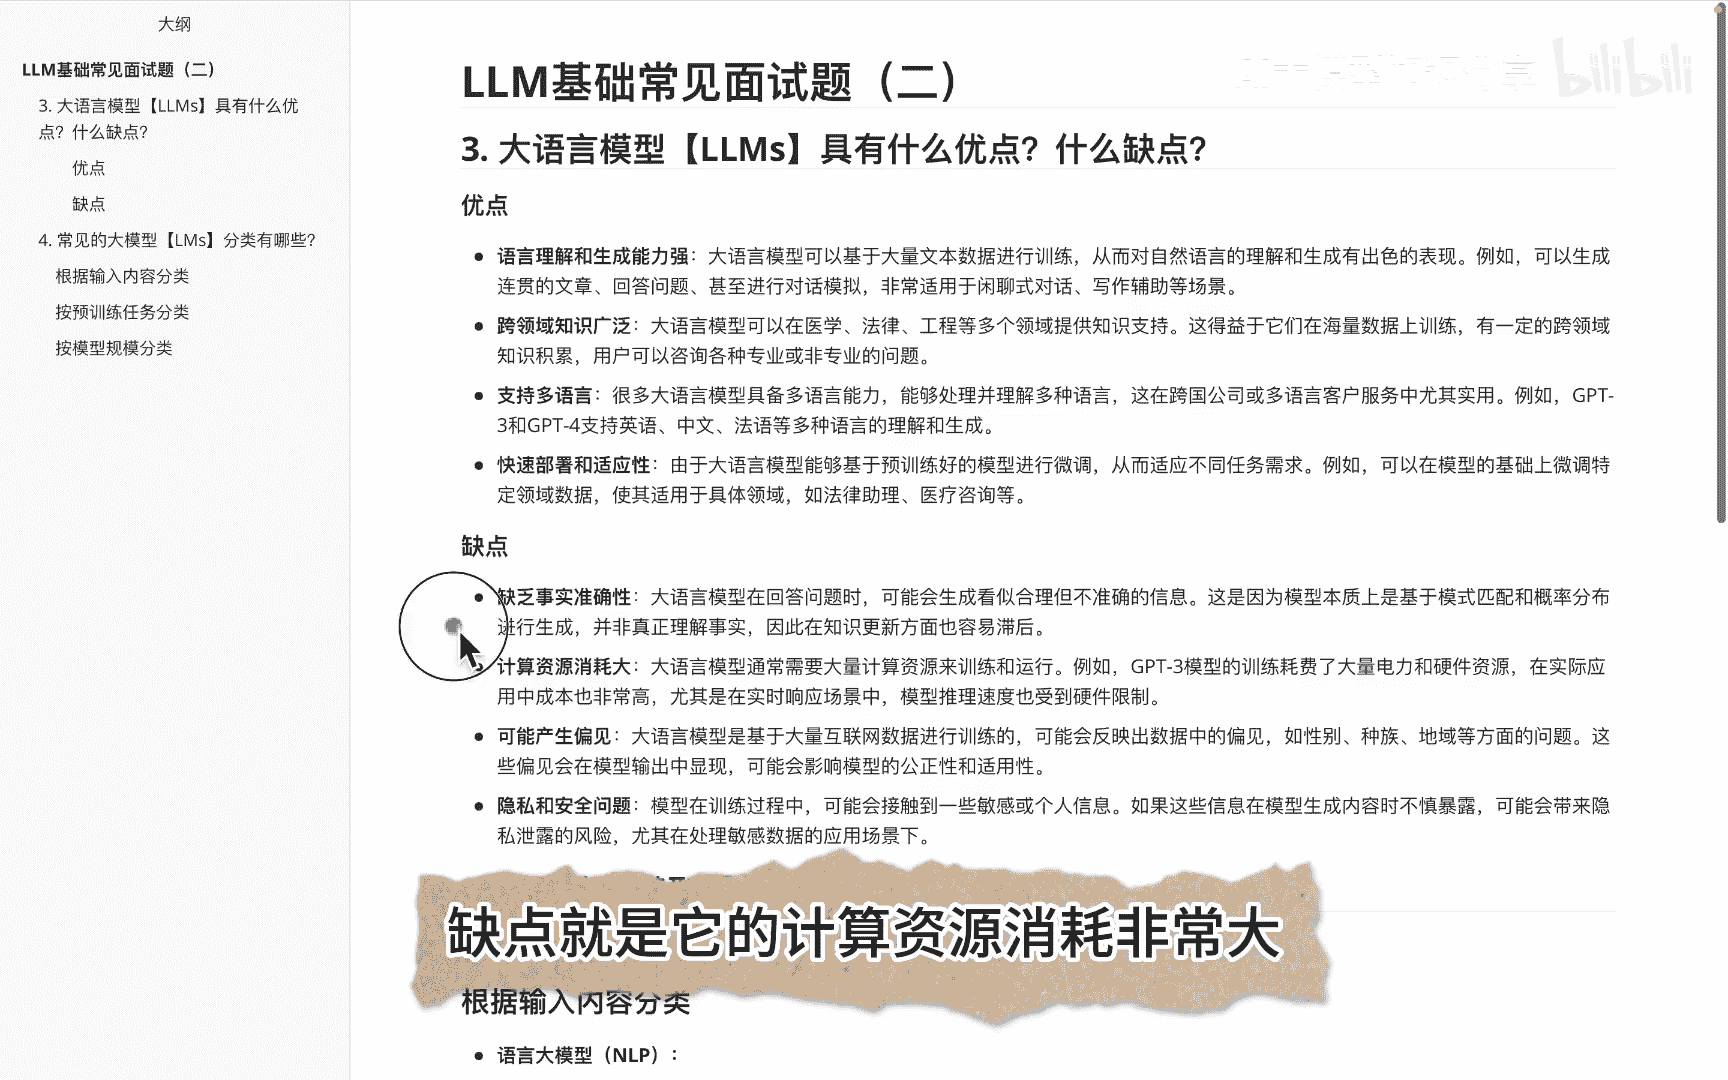 大纲
LLM基础常见面试题（二）
3. 大语言模型【LLMs】具有什么优
点？什么缺点？
优点
缺点
4. 常见的大模型【LMs】分类有哪些？
根据输入内容分类
按预训练任务分类
按模型规模分类
bilibili
LLM基础常见面试题（二）
3. 大语言模型【LLMs】具有什么优点？什么缺点？
优点
语言理解和生成能力强：大语言模型可以基于大量文本数据进行训练，从而对自然语言的理解和生成有出色的表现。例如，可以生成
连贯的文章、回答问题、甚至进行对话模拟，非常适用于闲聊式对话、写作辅助等场景。
跨领域知识广泛：大语言模型可以在医学、法律、工程等多个领域提供知识支持。这得益于它们在海量数据上训练，有一定的跨领域
知识积累，用户可以咨询各种专业或非专业的问题。
支持多语言：很多大语言模型具备多语言能力，能够处理并理解多种语言，这在跨国公司或多语言客户服务中尤其实用。例如，GPT-
3和GPT-4支持英语、中文、法语等多种语言的理解和生成。
快速部署和适应性：由于大语言模型能够基于预训练好的模型进行微调，从而适应不同任务需求。例如，可以在模型的基础上微调特
定领域数据，使其适用于具体领域，如法律助理、医疗咨询等。
缺点
缺乏事实准确性：大语言模型在回答问题时，可能会生成看似合理但不准确的信息。这是因为模型本质上是基于模式匹配和概率分布
进行生成，并非真正理解事实，因此在知识更新方面也容易滞后。
计算资源消耗大：大语言模型通常需要大量计算资源来训练和运行。例如，GPT-3模型的训练耗费了大量电力和硬件资源，在实际应
用中成本也非常高，尤其是在实时响应场景中，模型推理速度也受到硬件限制。
可能产生偏见：大语言模型是基于大量互联网数据进行训练的，可能会反映出数据中的偏见，如性别、种族、地域等方面的问题。这
些偏见会在模型输出中显现，可能会影响模型的公正性和适用性。
隐私和安全问题：模型在训练过程中，可能会接触到一些敏感或个人信息。如果这些信息在模型生成内容时不慎暴露，可能会带来隐
私泄露的风险，尤其在处理敏感数据的应用场景下。
缺点就是它的计算资源消耗非常大
根据输入内容分类
语言大模型（NLP）：